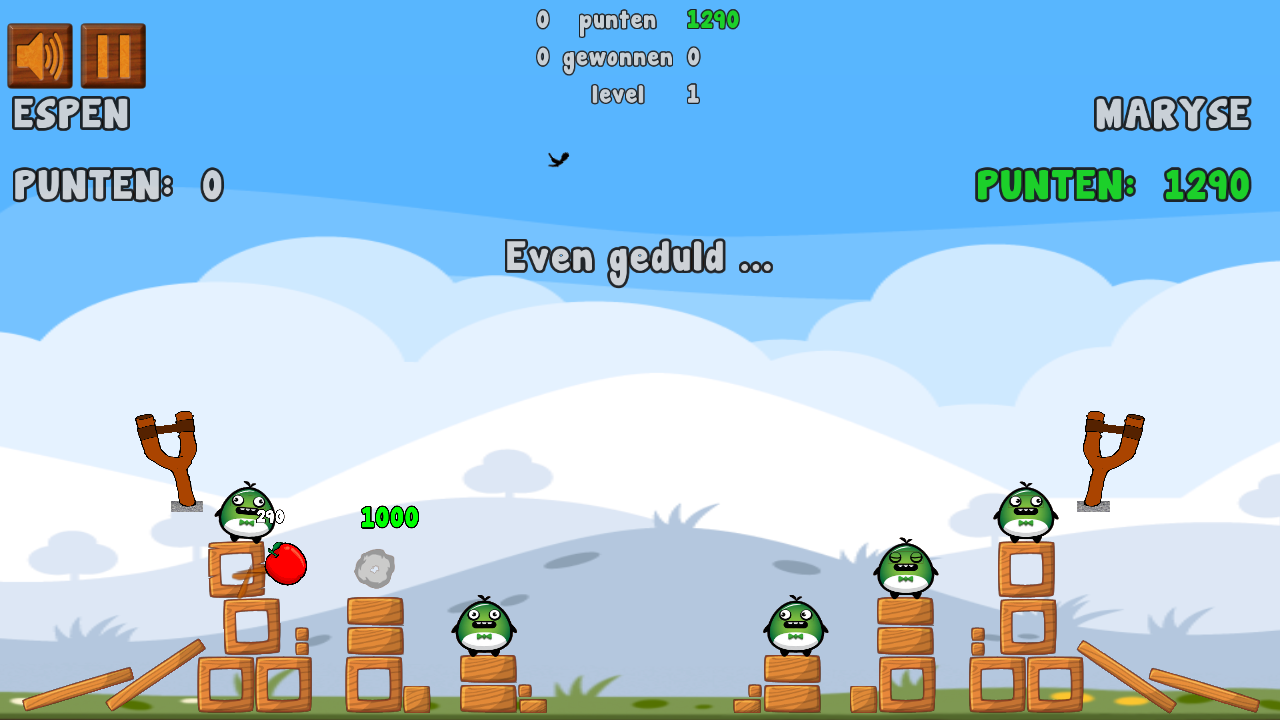 0 punten 1290
0 gewonnen 0
level 1
ESPEN
MARYSE
PUNTEN: 0
PUNTEN: 1290
Even geduld ...
290
1000